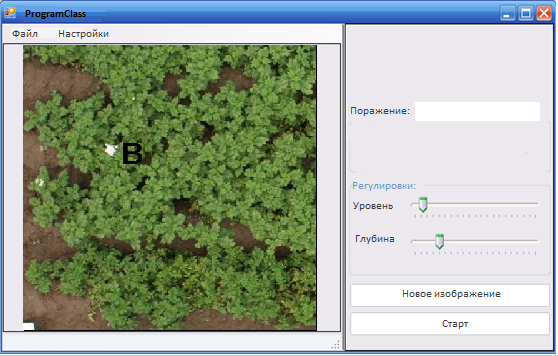 ProgramClass
Файл Настройки
B
Поражение:
Регулировки:
Уровень
Глубина
Новое изображение
Старт